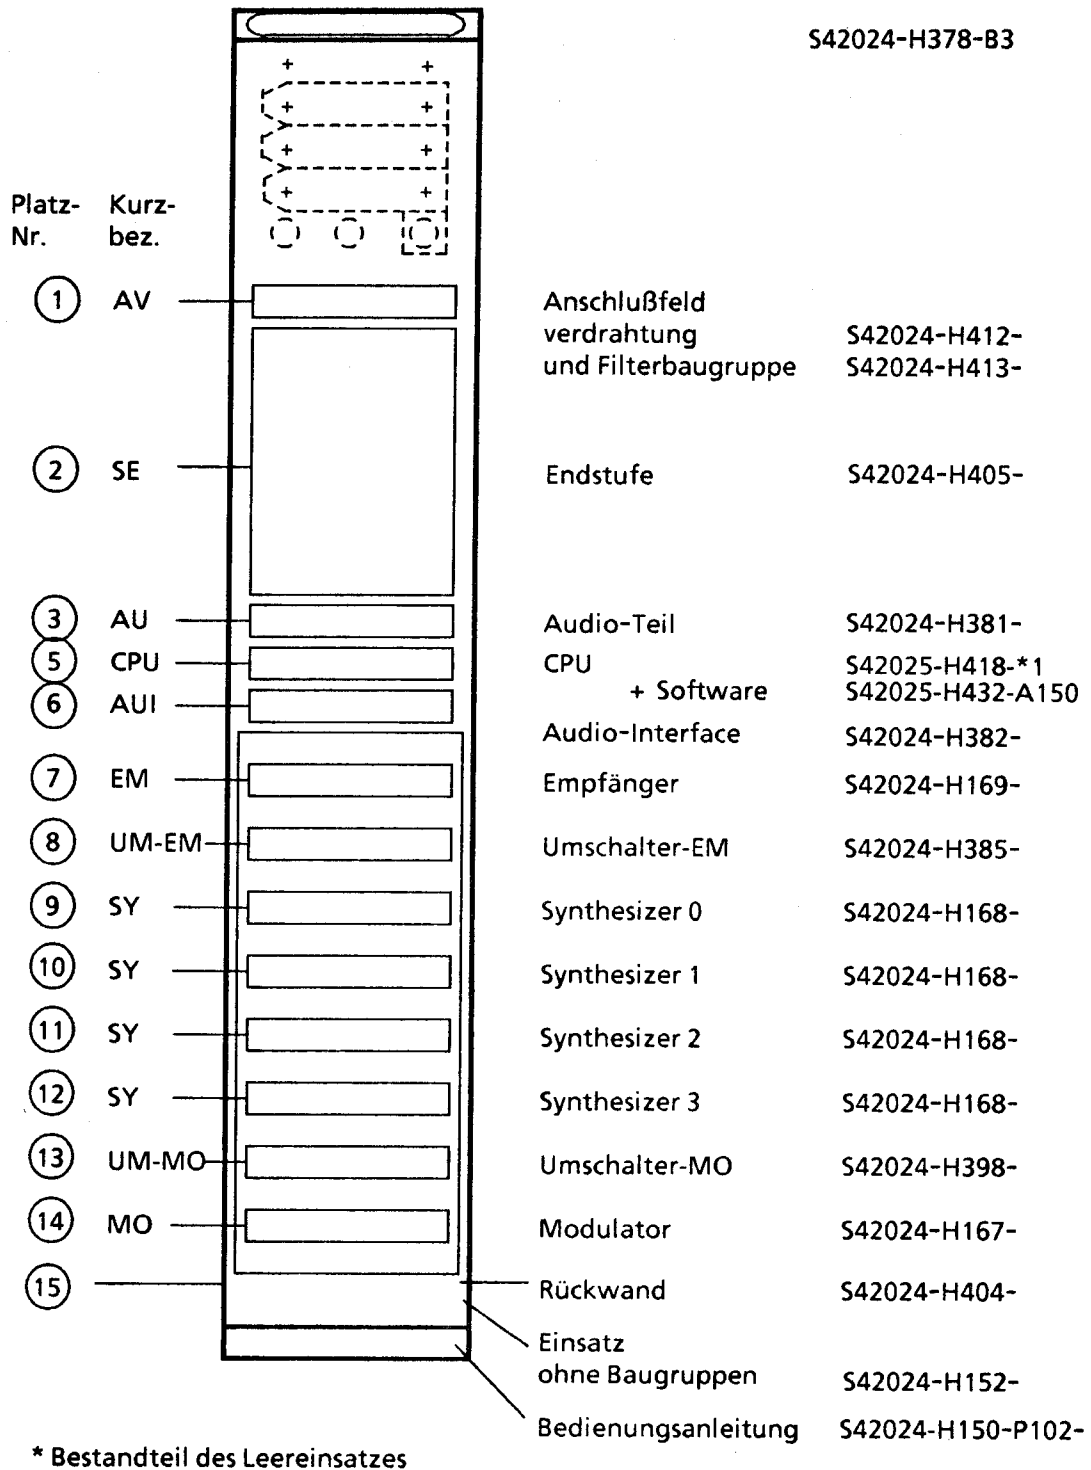 S42024-H378-B3
Platz- Kurz-
Nr. bez.
1 AV Anschlußfeld
verdrahtung S42024-H412-
und Filterbaugruppe S42024-H413-
2 SE Endstufe S42024-H405-
3 AU Audio-Teil S42024-H381-
5 CPU CPU S42025-H418-*1
+ Software S42025-H432-A150
6 AUI Audio-Interface S42024-H382-
7 EM Empfänger S42024-H169-
8 UM-EM Umschalter-EM S42024-H385-
9 SY Synthesizer 0 S42024-H168-
10 SY Synthesizer 1 S42024-H168-
11 SY Synthesizer 2 S42024-H168-
12 SY Synthesizer 3 S42024-H168-
13 UM-MO Umschalter-MO S42024-H398-
14 MO Modulator S42024-H167-
15 Rückwand S42024-H404-
Einsatz
ohne Baugruppen S42024-H152-
Bedienungsanleitung S42024-H150-P102-
* Bestandteil des Leereinsatzes